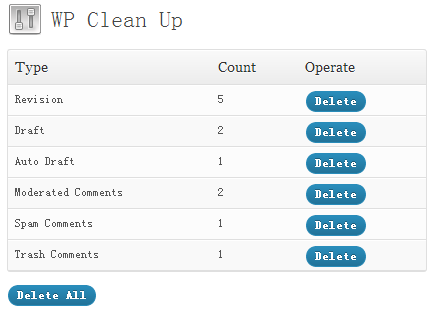 WP Clean Up
Type Count Operate
Revision 5 Delete
Draft 2 Delete
Auto Draft 1 Delete
Moderated Comments 2 Delete
Spam Comments 1 Delete
Trash Comments 1 Delete
Delete All